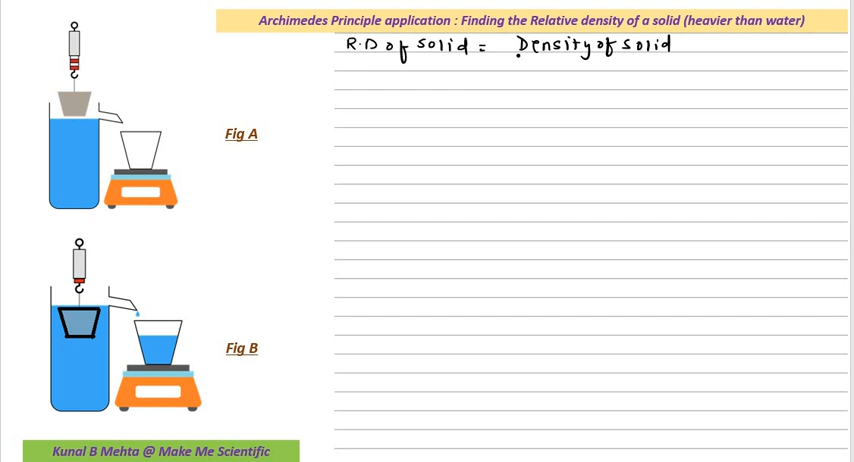 Archimedes Principle application : Finding the Relative density of a solid (heavier than water)
R.D of solid = Density of solid
Fig A
Fig B
Kunal B Mehta @ Make Me Scientific